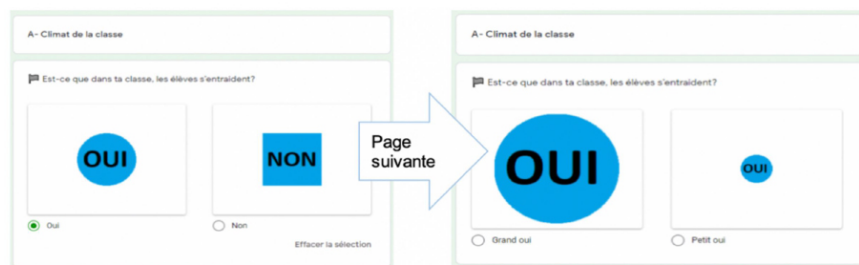 A- Climat de la classe
Est-ce que dans ta classe, les élèves s'entraident?
OUI
NON
Oui
Non
Effacer la sélection
Page
suivante
A- Climat de la classe
Est-ce que dans ta classe, les élèves s'entraident?
OUI
OUI
Grand oui
Petit oui